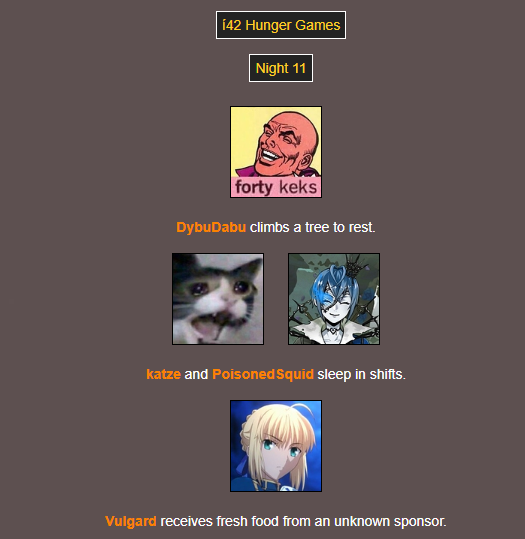 í42 Hunger Games
Night 11
forty keks
DybuDabu climbs a tree to rest.
katze and PoisonedSquid sleep in shifts.
Vulgard receives fresh food from an unknown sponsor.